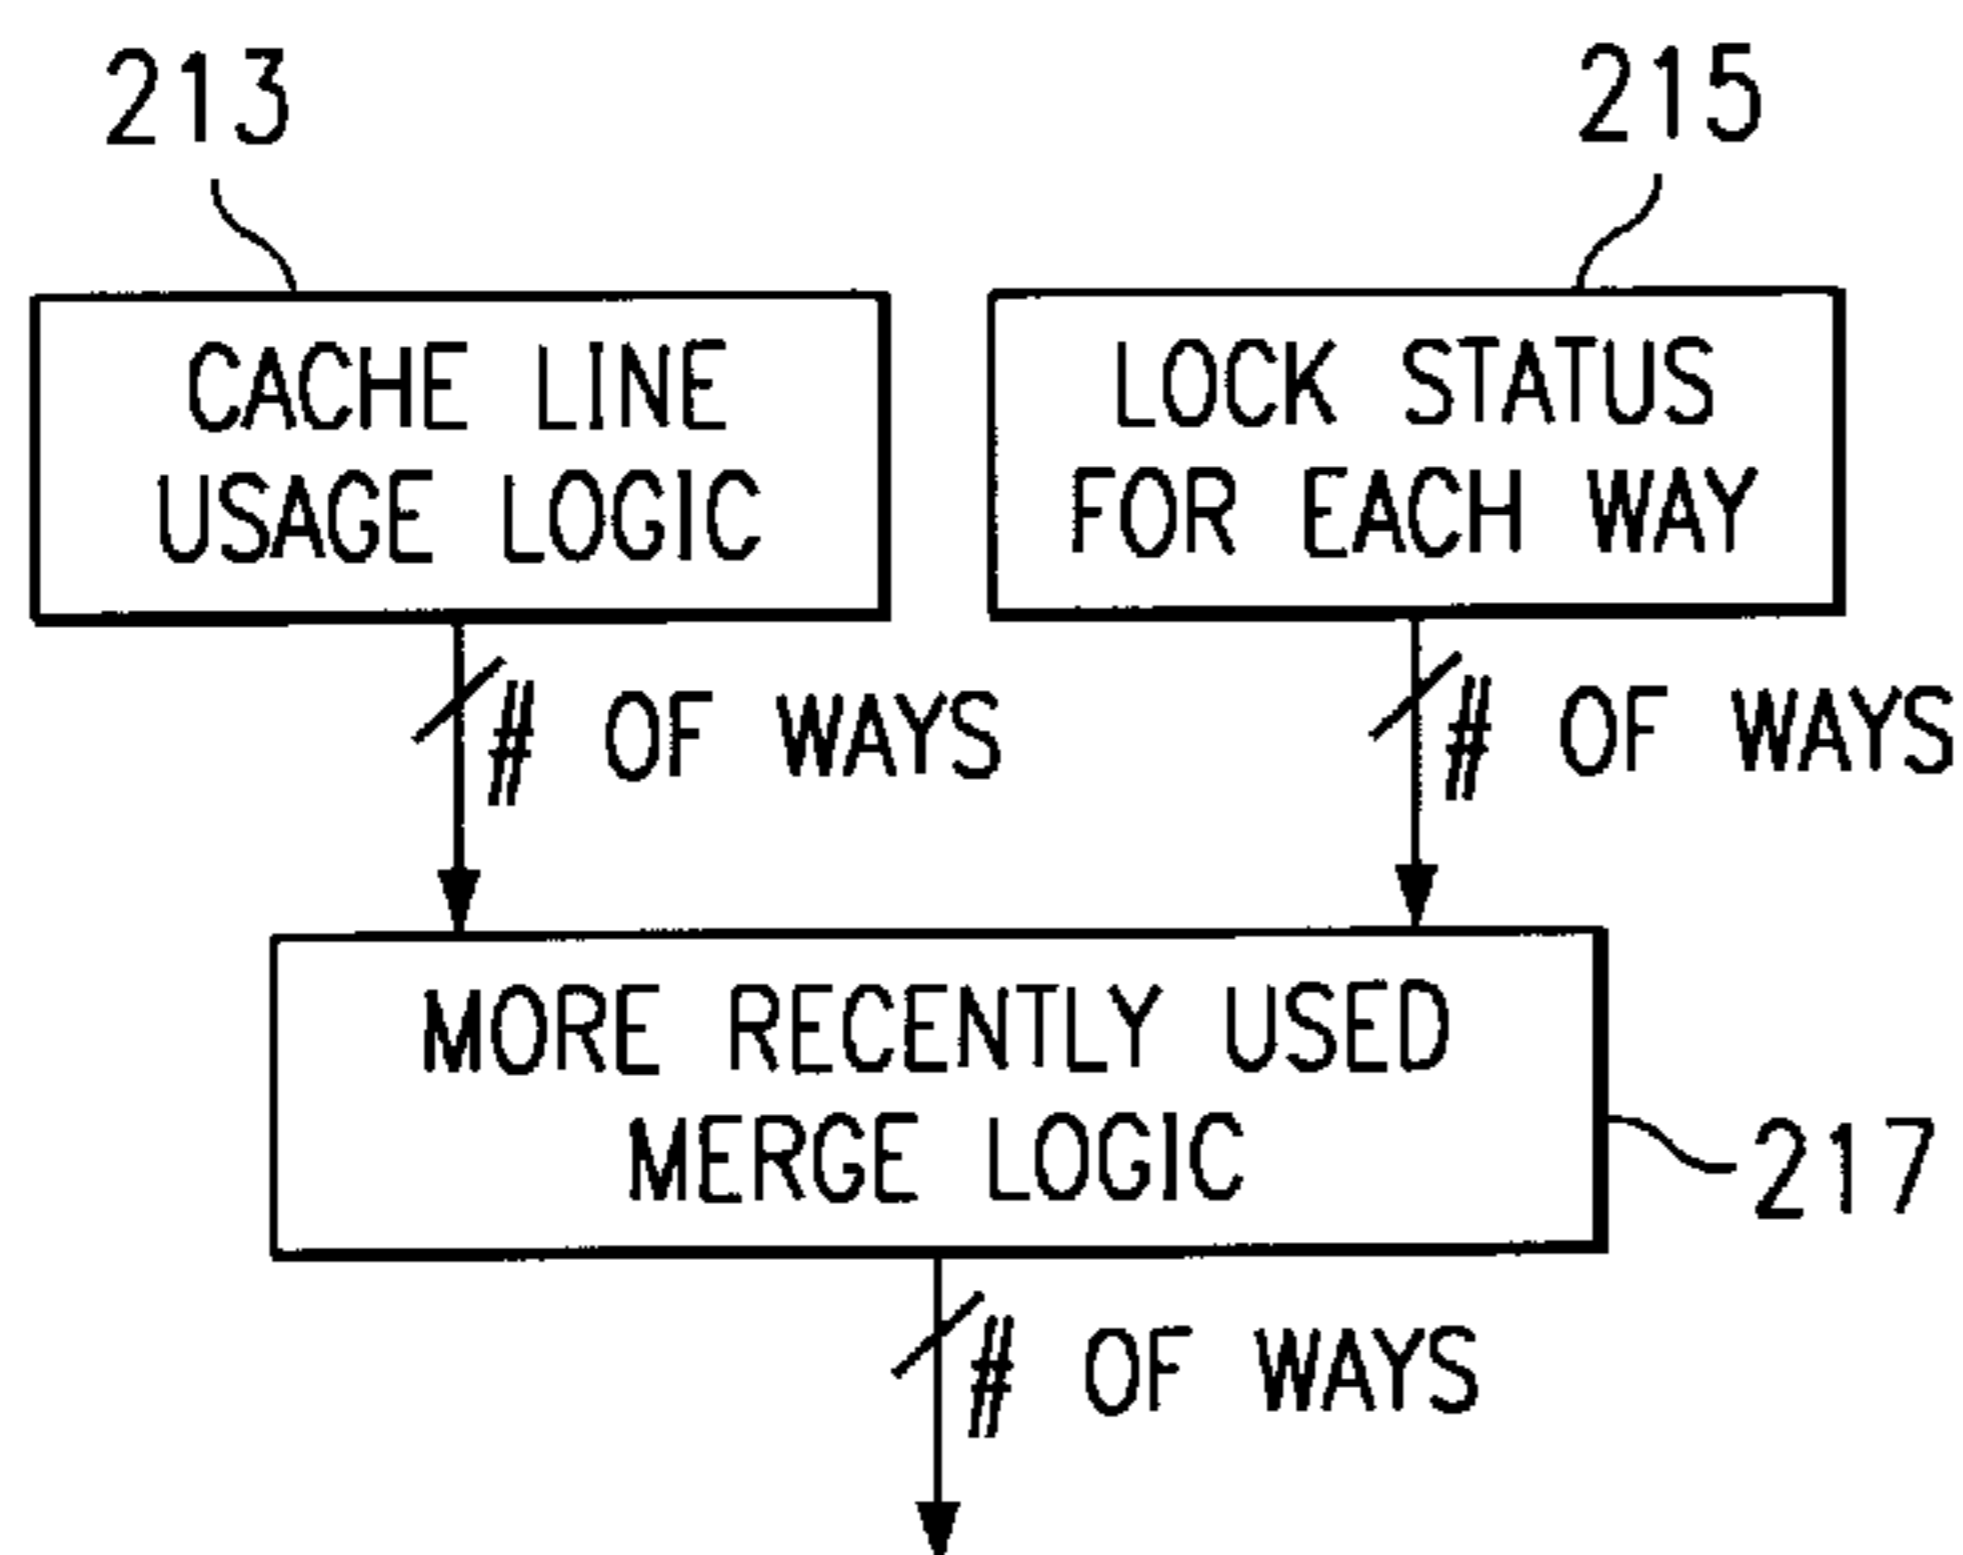 213
215
CACHE LINE
USAGE LOGIC
LOCK STATUS
FOR EACH WAY
# OF WAYS
# OF WAYS
MORE RECENTLY USED
MERGE LOGIC
217
# OF WAYS